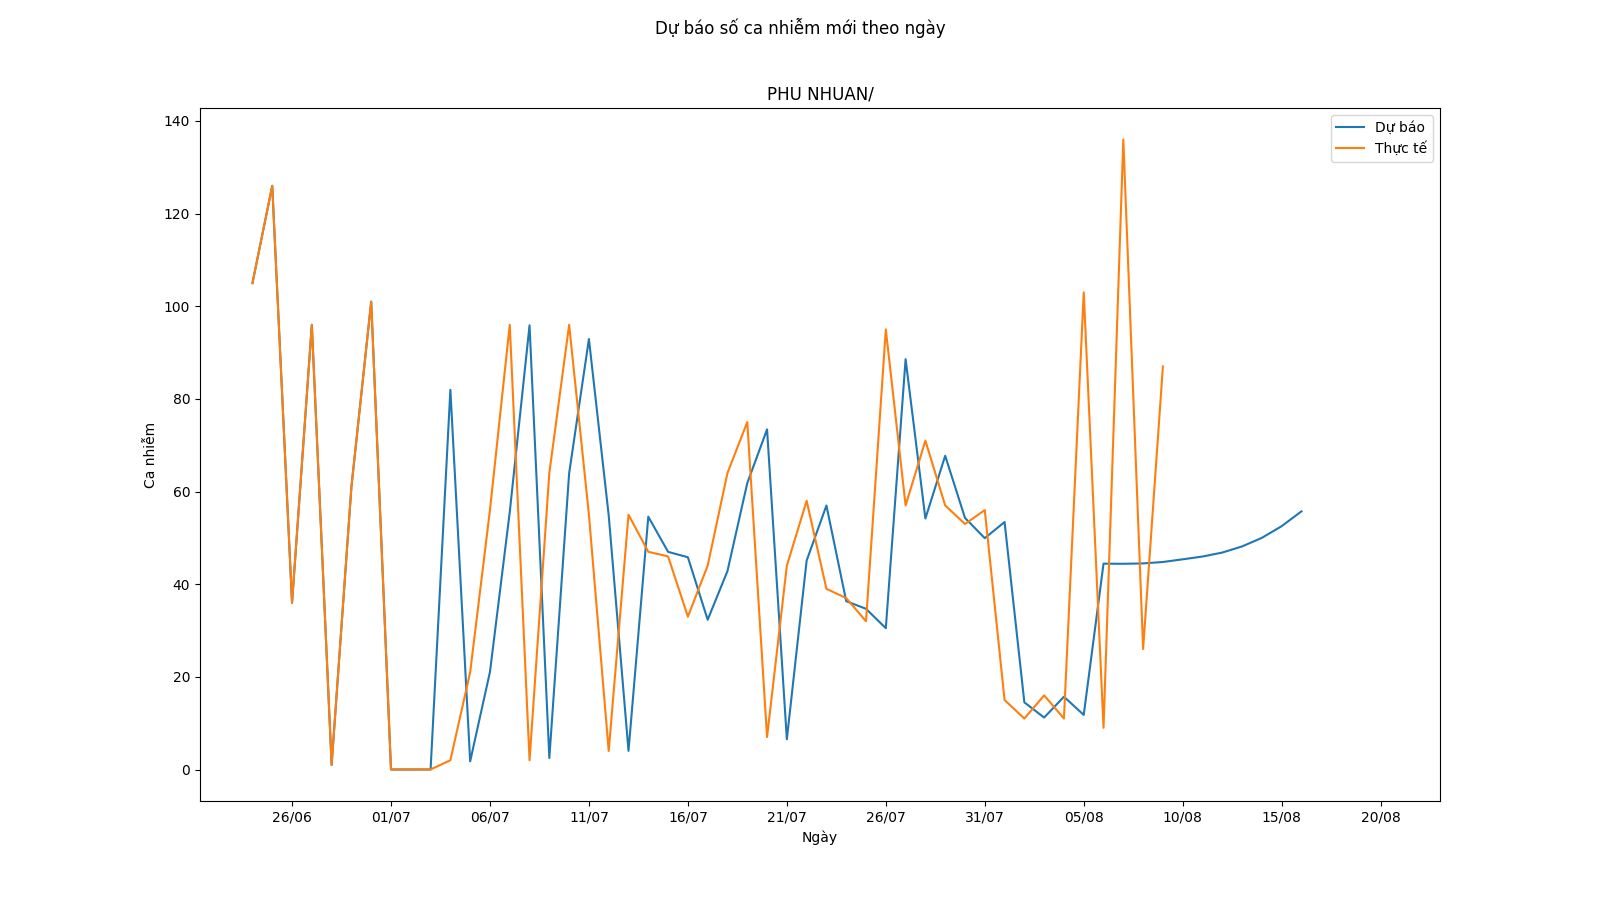 Dự báo số ca nhiễm mới theo ngày
PHU NHUAN/
Dự báo
Thực tế
140
120
100
80
60
40
20
0
Ca nhiễm
26/06 01/07 06/07 11/07 16/07 21/07 26/07 31/07 05/08 10/08 15/08 20/08
Ngày